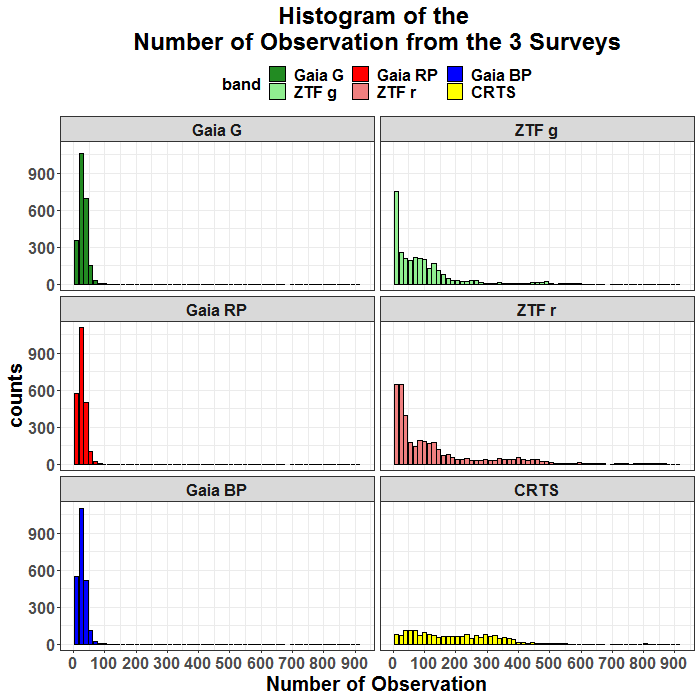 Histogram of the
Number of Observation from the 3 Surveys
band Gaia G Gaia RP Gaia BP
ZTF g ZTF r CRTS
Gaia G ZTF g
900
600
300
0
Gaia RP ZTF r
900
600
300
0
Gaia BP CRTS
900
600
300
0
counts
0 100 200 300 400 500 600 700 800 900 0 100 200 300 400 500 600 700 800 900
Number of Observation